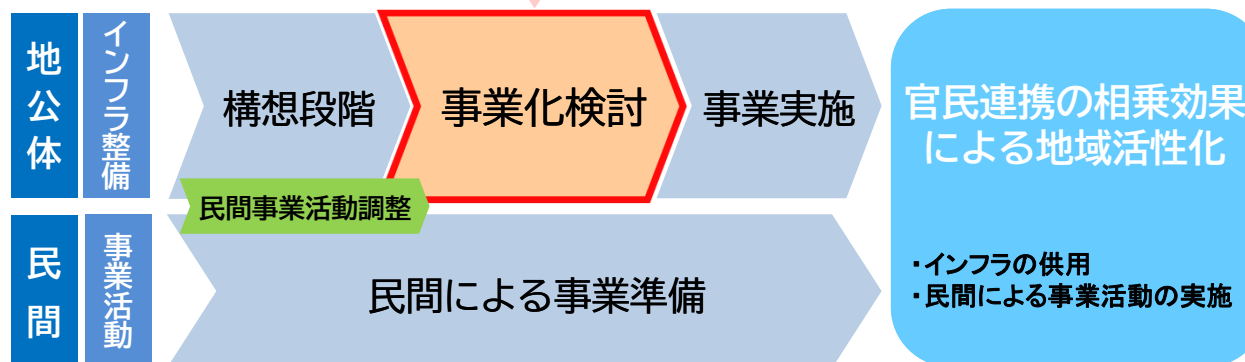 地公体
インフラ整備
構想段階
事業化検討
事業実施
民間事業活動調整
民間
事業活動
民間による事業準備
官民連携の相乗効果
による地域活性化
・インフラの供用
・民間による事業活動の実施